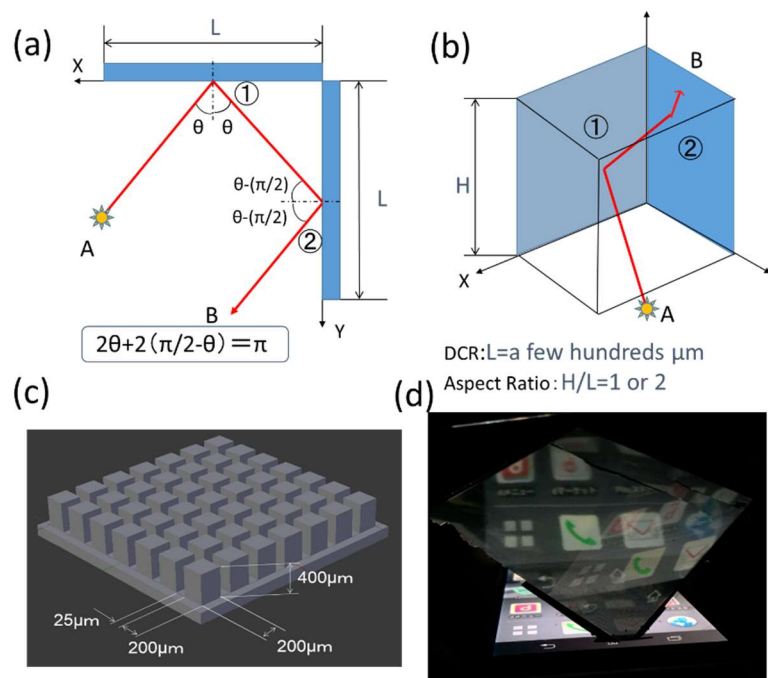 (a)
L
X
①
θ θ
θ-(π/2)
θ-(π/2)
L
②
A
B
Y
2θ+2(π/2-θ)=π
(b)
B
①
②
H
X
A
DCR:L=a few hundreds μm
Aspect Ratio：H/L=1 or 2
(c)
400μm
25μm
200μm
200μm
(d)